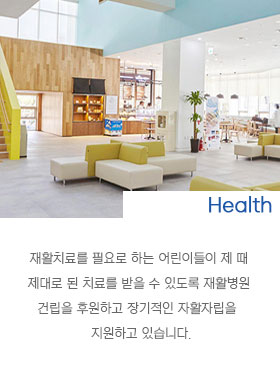 Health
재활치료를 필요로 하는 어린이들이 제 때
제대로 된 치료를 받을 수 있도록 재활병원
건립을 후원하고 장기적인 자활자립을
지원하고 있습니다.